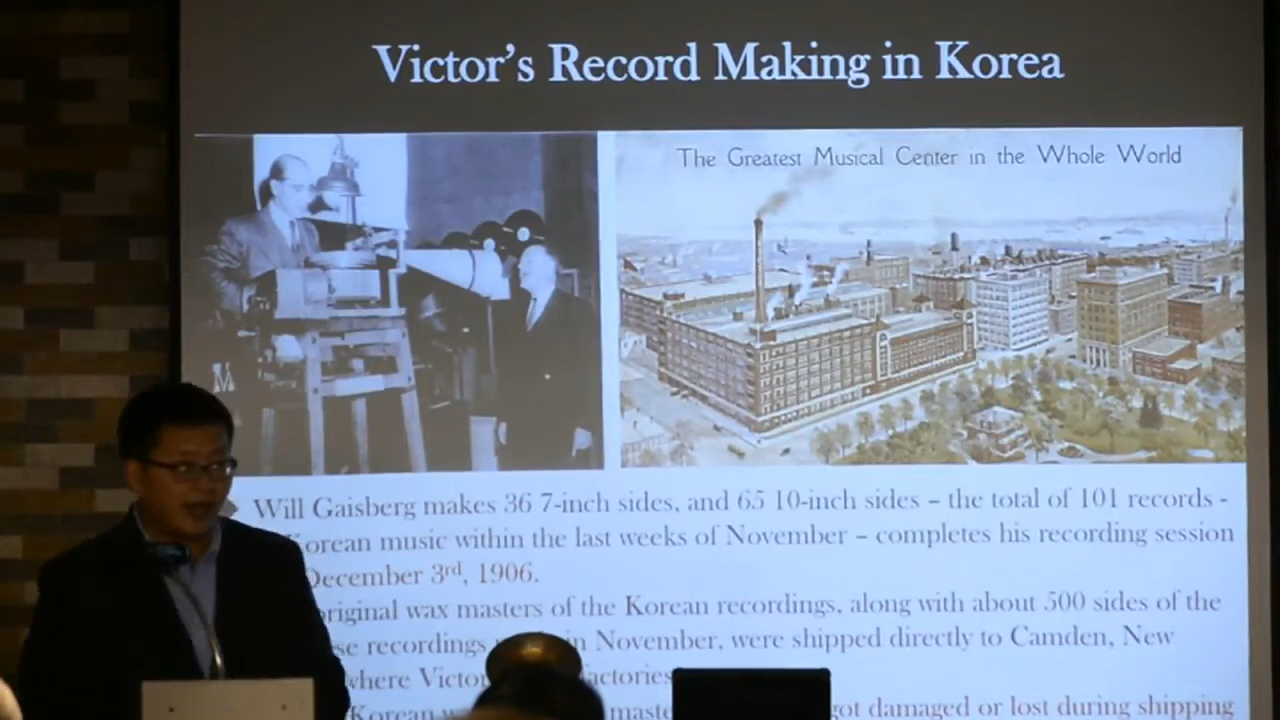 Victor's Record Making in Korea
The Greatest Musical Center in the Whole World
Will Gaisberg makes 36 7-inch sides, and 65 10-inch sides – the total of 101 records -
orean music within the last weeks of November – completes his recording session
December 3rd, 1906.
original wax masters of the Korean recordings, along with about 500 sides of the
se recordings in November, were shipped directly to Camden, New
where Victor actories
Korean w maste got damaged or lost during shipping